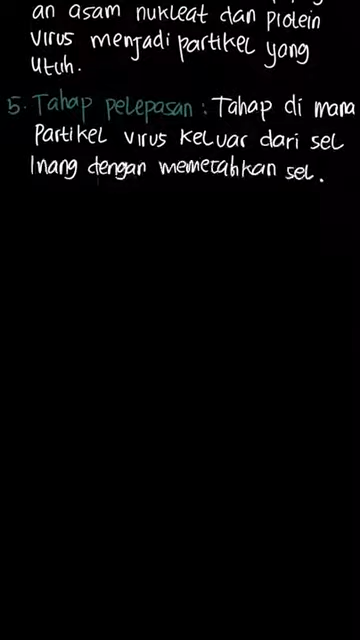 an asam nukleat dan protein
virus menjadi partikel yang
utuh.
5. Tahap pelepasan : Tahap di mana
Partikel virus keluar dari sel
Inang dengan memecahkan sel.